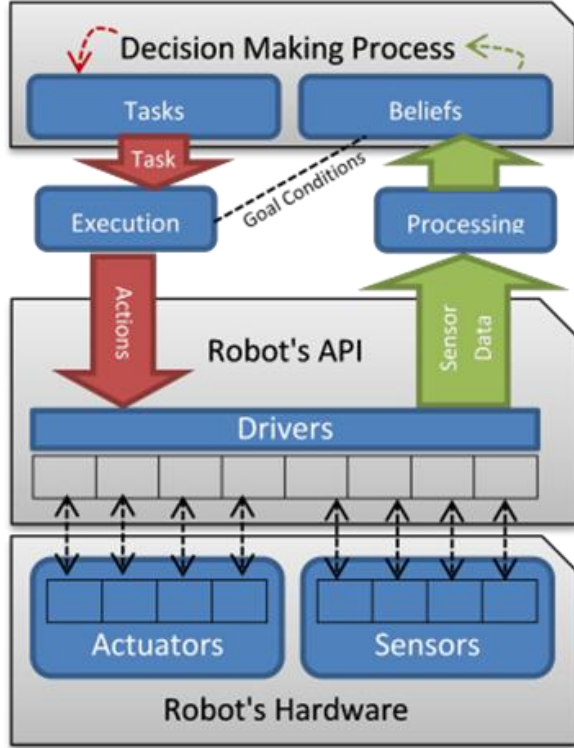 Decision Making Process
Tasks
Beliefs
Task
Goal Conditions
Execution
Processing
Actions
Sensor
Data
Robot's API
Drivers
Actuators
Sensors
Robot's Hardware